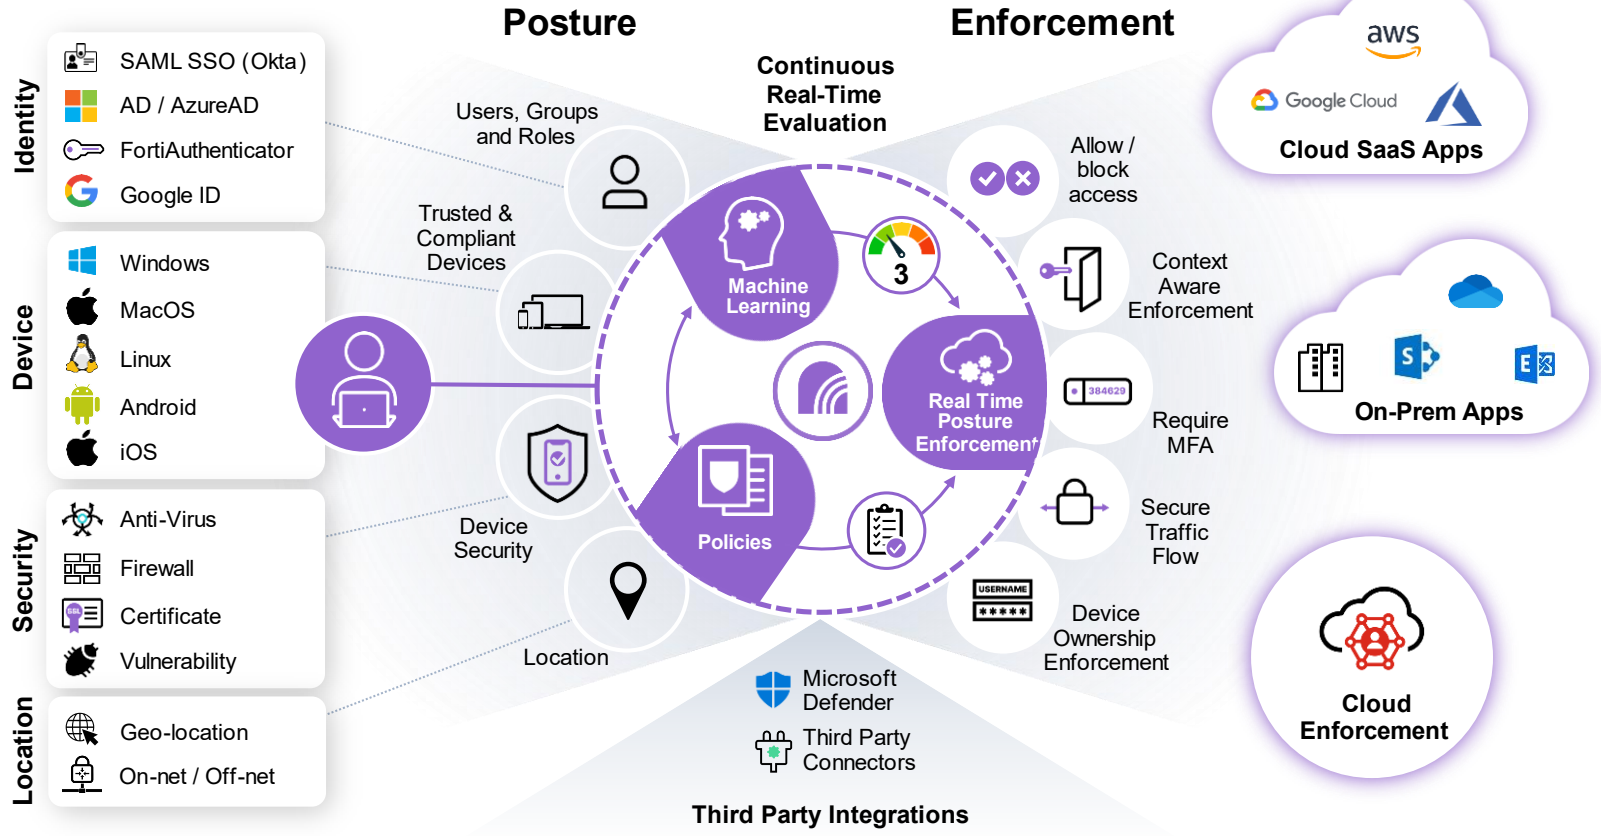 Posture
Enforcement
Identity
SAML SSO (Okta)
AD / AzureAD
FortiAuthenticator
Google ID
Device
Windows
MacOS
Linux
Android
iOS
Security
Anti-Virus
Firewall
SSL
Certificate
Vulnerability
Location
Geo-location
On-net / Off-net
Users, Groups
and Roles
Trusted &
Compliant
Devices
Device
Security
Location
Continuous
Real-Time
Evaluation
Machine
Learning
3
Real Time
Posture
Enforcement
Policies
Allow /
block
access
Context
Aware
Enforcement
384629
Require
MFA
Secure
Traffic
Flow
USERNAME
*****
Device
Ownership
Enforcement
Microsoft
Defender
Third Party
Connectors
Third Party Integrations
aws
Google Cloud
Cloud SaaS Apps
S
E
On-Prem Apps
Cloud
Enforcement